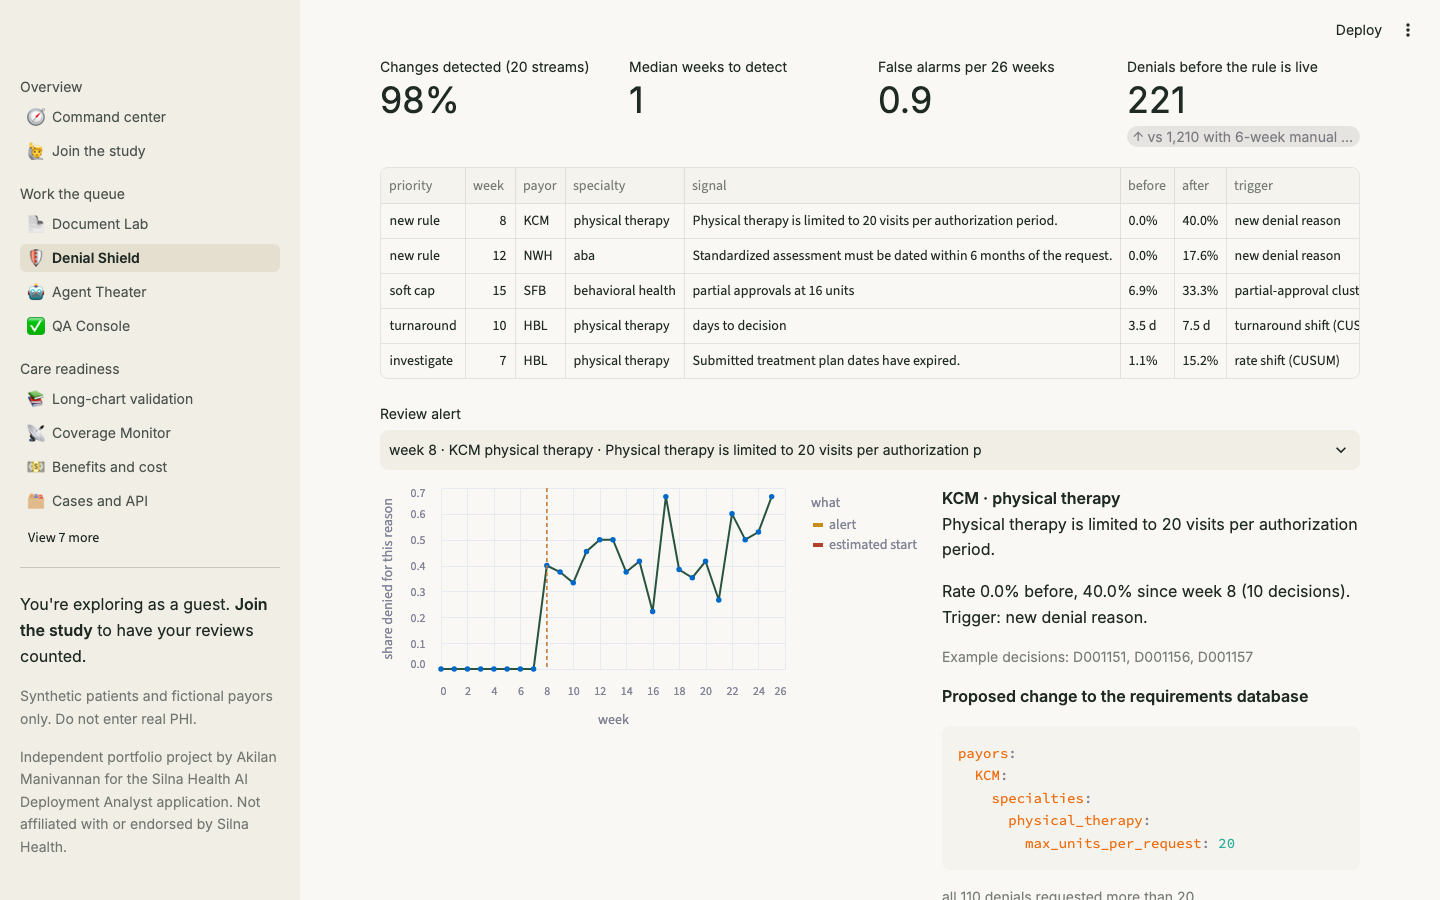 Deploy
Overview
Command center
Join the study
Work the queue
Document Lab
Denial Shield
Agent Theater
QA Console
Care readiness
Long-chart validation
Coverage Monitor
Benefits and cost
Cases and API
View 7 more
You're exploring as a guest. Join
the study to have your reviews
counted.
Synthetic patients and fictional payors
only. Do not enter real PHI.
Independent portfolio project by Akilan
Manivannan for the Silna Health AI
Deployment Analyst application. Not
affiliated with or endorsed by Silna
Health.
Changes detected (20 streams)
98%
Median weeks to detect
1
False alarms per 26 weeks
0.9
Denials before the rule is live
221
↑ vs 1,210 with 6-week manual ...
priority week payor specialty signal before after trigger
new rule 8 KCM physical therapy Physical therapy is limited to 20 visits per authorization period. 0.0% 40.0% new denial reason
new rule 12 NWH aba Standardized assessment must be dated within 6 months of the request. 0.0% 17.6% new denial reason
soft cap 15 SFB behavioral health partial approvals at 16 units 6.9% 33.3% partial-approval clust
turnaround 10 HBL physical therapy days to decision 3.5 d 7.5 d turnaround shift (CUS
investigate 7 HBL physical therapy Submitted treatment plan dates have expired. 1.1% 15.2% rate shift (CUSUM)
Review alert
week 8 · KCM physical therapy · Physical therapy is limited to 20 visits per authorization p
share denied for this reason
0.7
0.6
0.5
0.4
0.3
0.2
0.1
0.0
0 2 4 6 8 10 12 14 16 18 20 22 24 26
week
what
alert
estimated start
KCM · physical therapy
Physical therapy is limited to 20 visits per authorization
period.
Rate 0.0% before, 40.0% since week 8 (10 decisions).
Trigger: new denial reason.
Example decisions: D001151, D001156, D001157
Proposed change to the requirements database
payors:
KCM:
specialties:
physical_therapy:
max_units_per_request: 20
all 110 denials requested more than 20